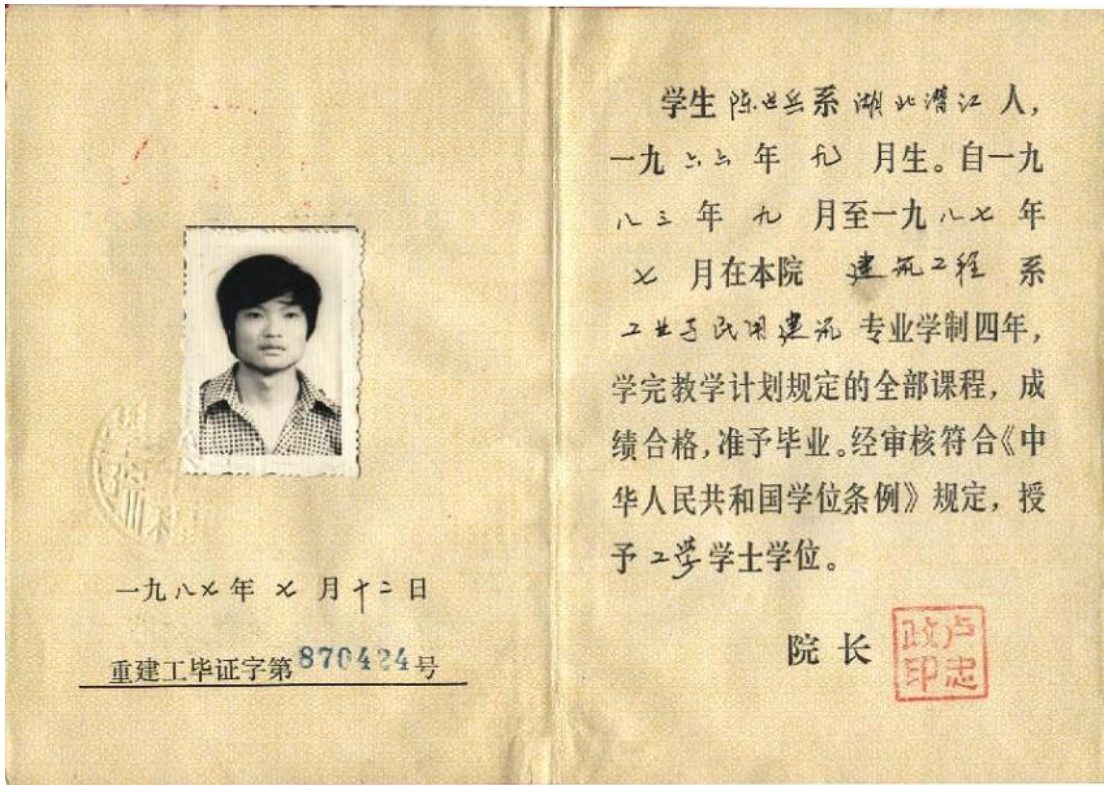 一九八七年七月十二日
重建工毕证字第870424号
学生陈世岳系湖北潜江人,
一九六六年九月生。自一九
八三年九月至一九八七年
七月在本院建筑工程系
工业与民用建筑专业学制四年,
学完教学计划规定的全部课程,成
绩合格,准予毕业。经审核符合《中
华人民共和国学位条例》规定,授
予工学学士学位。
院长
卢忠政印